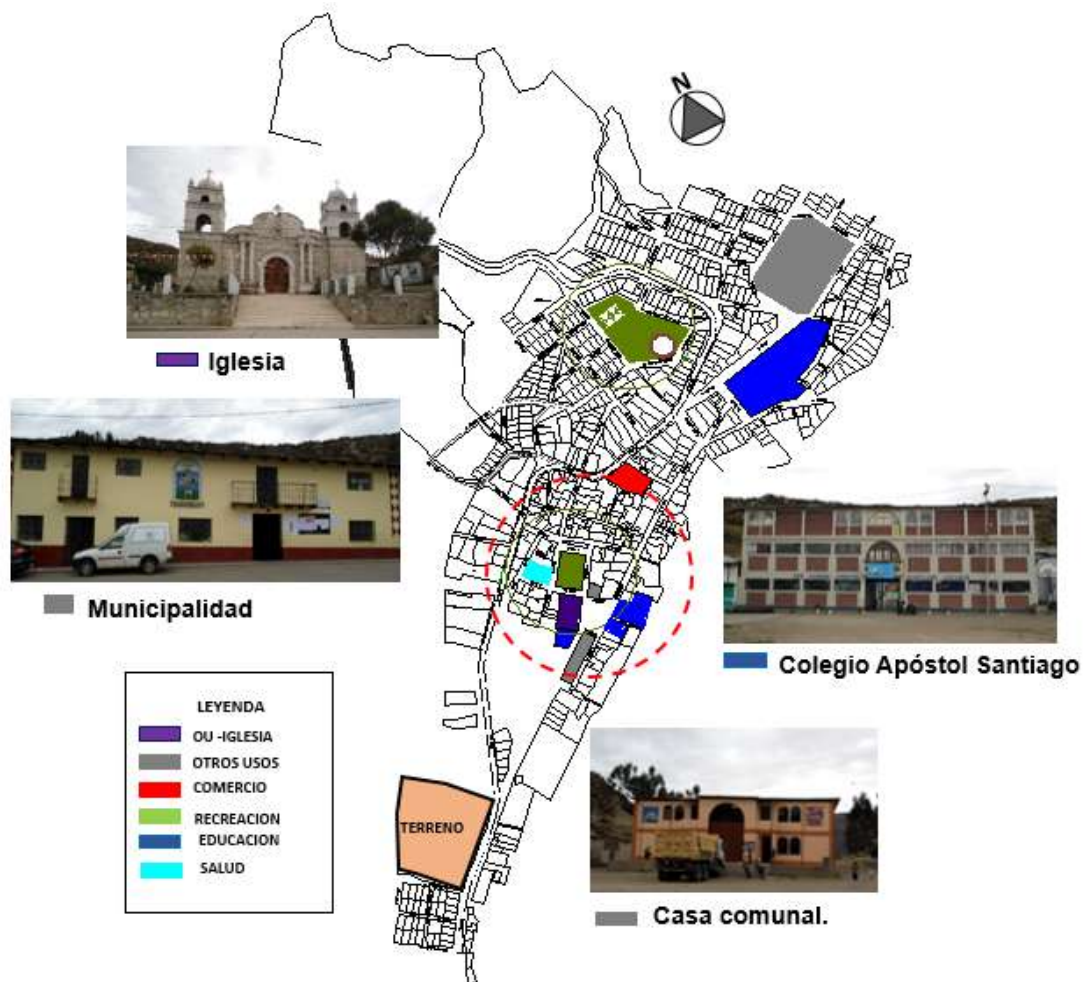 N
Iglesia
Municipalidad
Colegio Apóstol Santiago
LEYENDA
OU -IGLESIA
OTROS USOS
COMERCIO
RECREACION
EDUCACION
SALUD
TERRENO
Casa comunal.